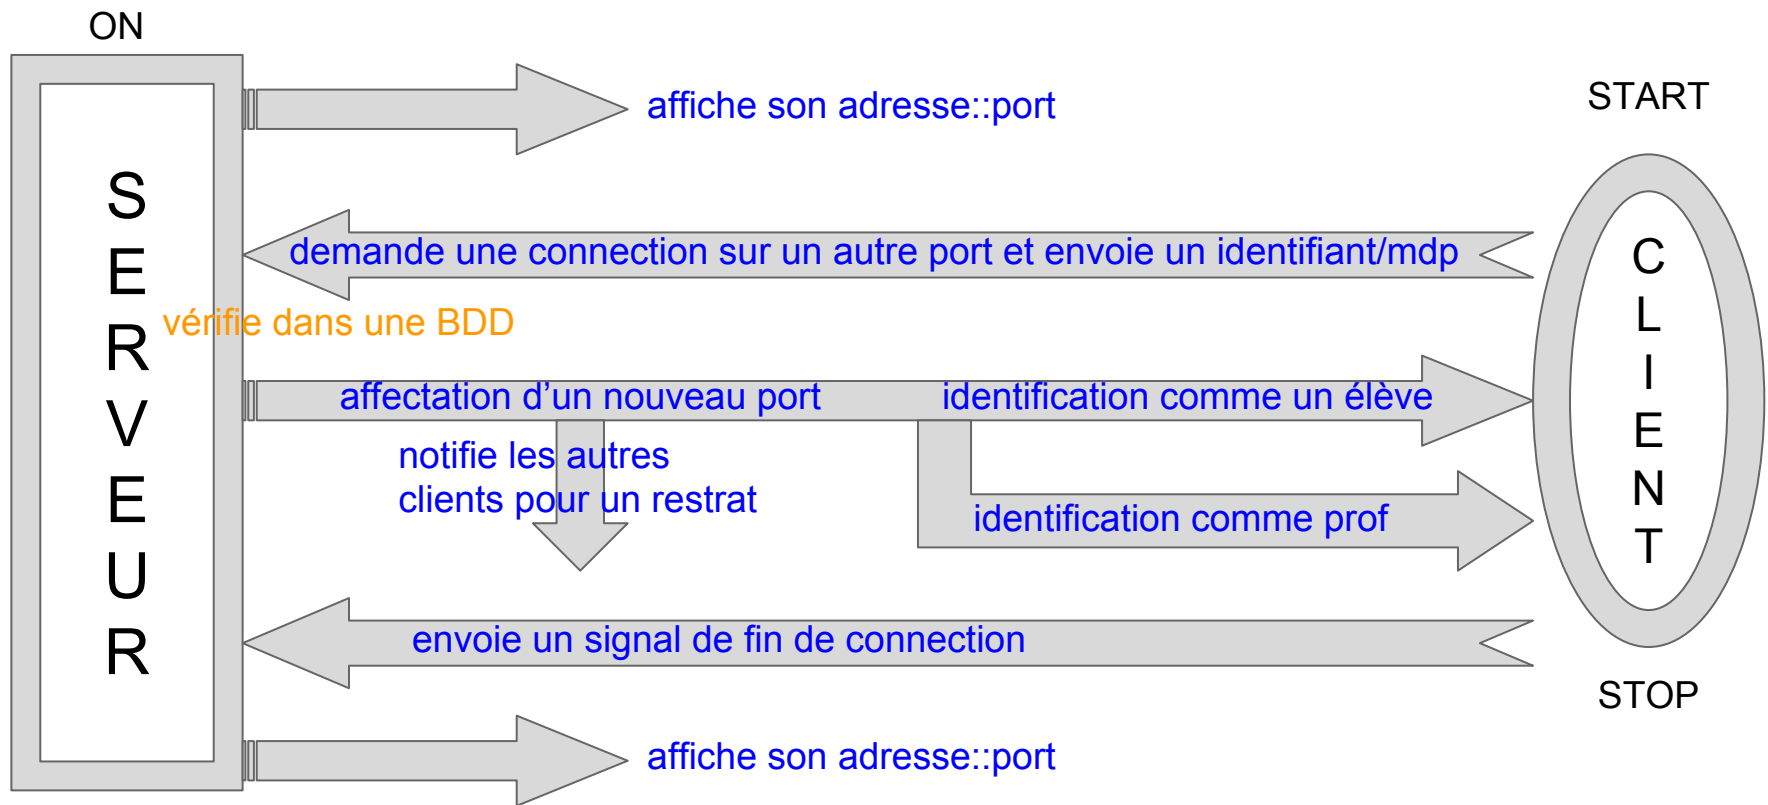 ON
affiche son adresse::port
START
SERVEUR
demande une connection sur un autre port et envoie un identifiant/mdp
CLIENT
vérifie dans une BDD
affectation d’un nouveau port
identification comme un élève
notifie les autres
clients pour un restrat
identification comme prof
envoie un signal de fin de connection
STOP
affiche son adresse::port